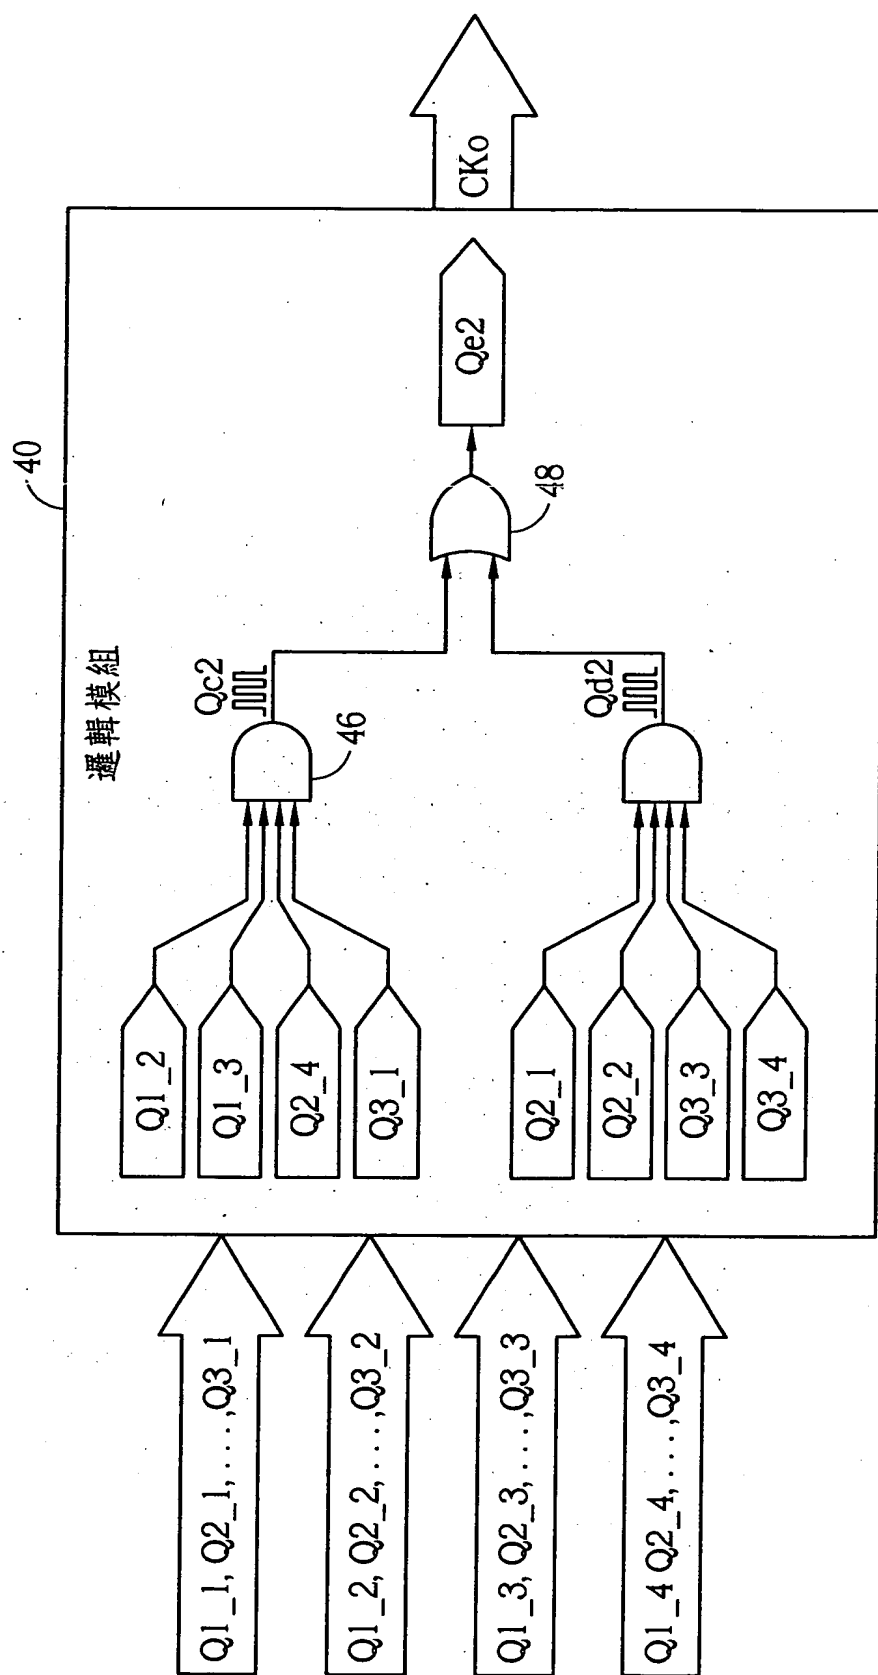 40
邏輯模組
Q1_1, Q2_1,....,Q3_1
Q1_2, Q2_2,....,Q3_2
Q1_3, Q2_3,....,Q3_3
Q1_4 Q2_4,....,Q3_4
Q1_2
Q1_3
Q2_4
Q3_1
Qc2
46
Q2_1
Q2_2
Q3_3
Q3_4
Qd2
48
Qe2
CKo